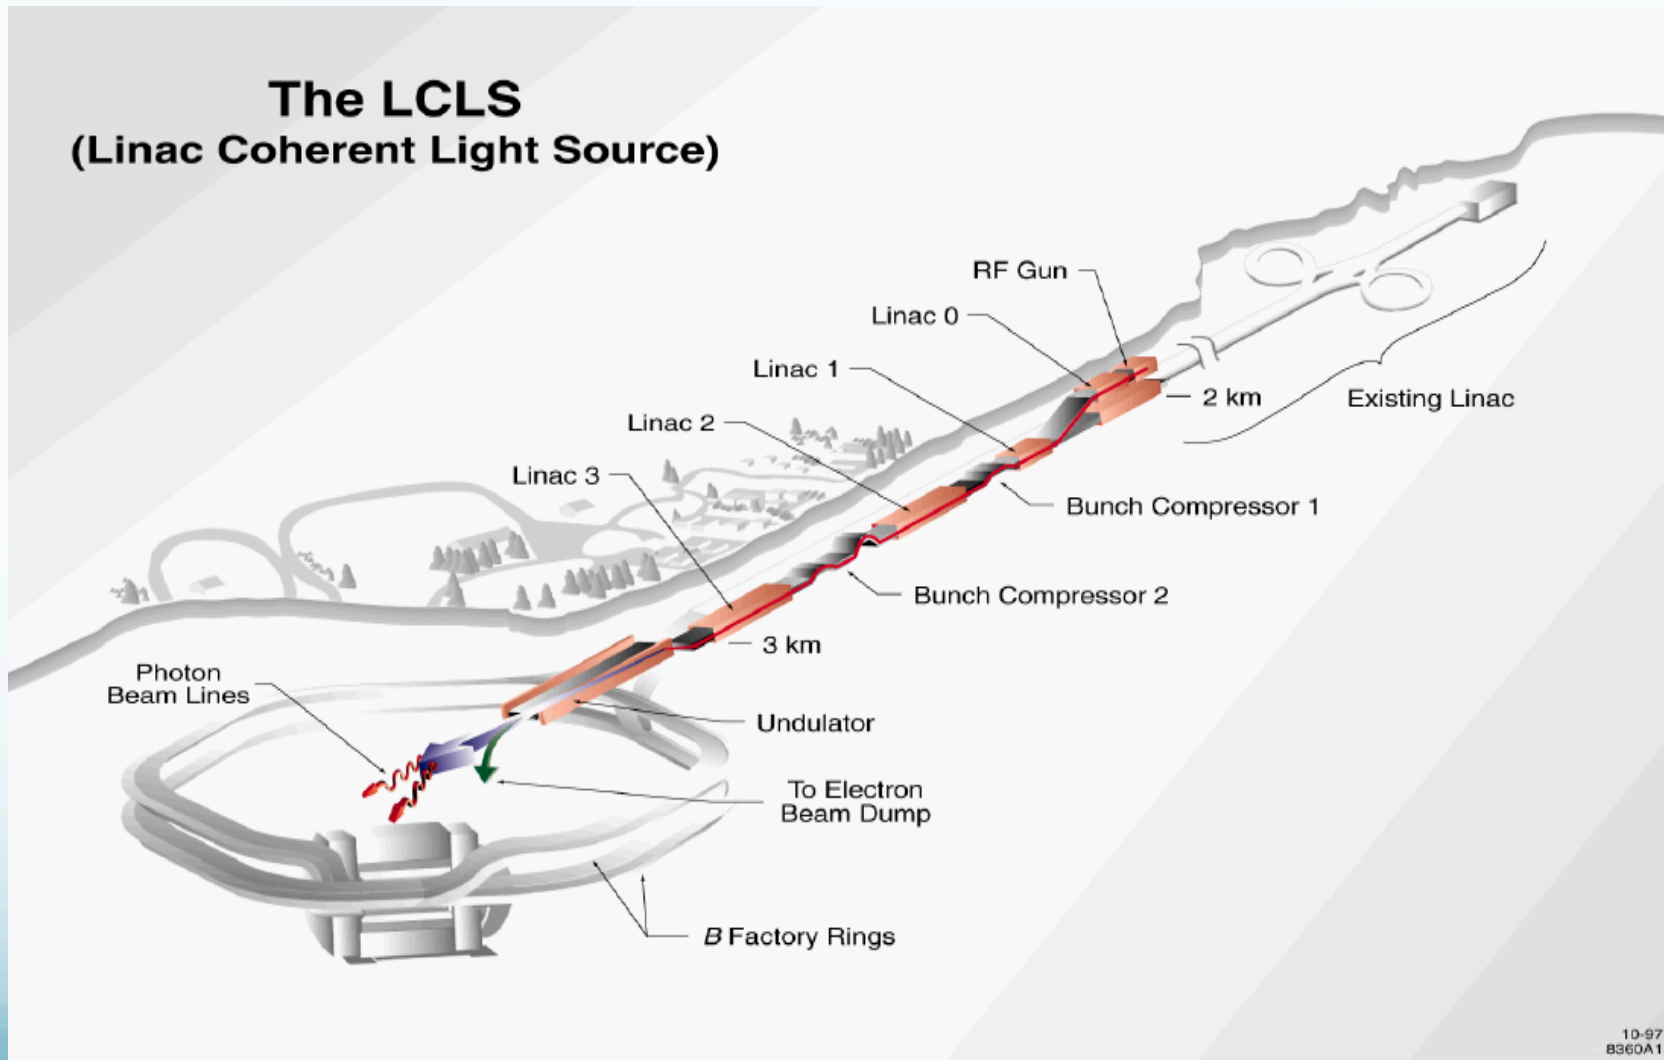 The LCLS
(Linac Coherent Light Source)
RF Gun
Linac 0
Linac 1
2 km
Existing Linac
Linac 2
Linac 3
Bunch Compressor 1
Bunch Compressor 2
3 km
Photon
Beam Lines
Undulator
To Electron
Beam Dump
B Factory Rings
10-97
8360A1